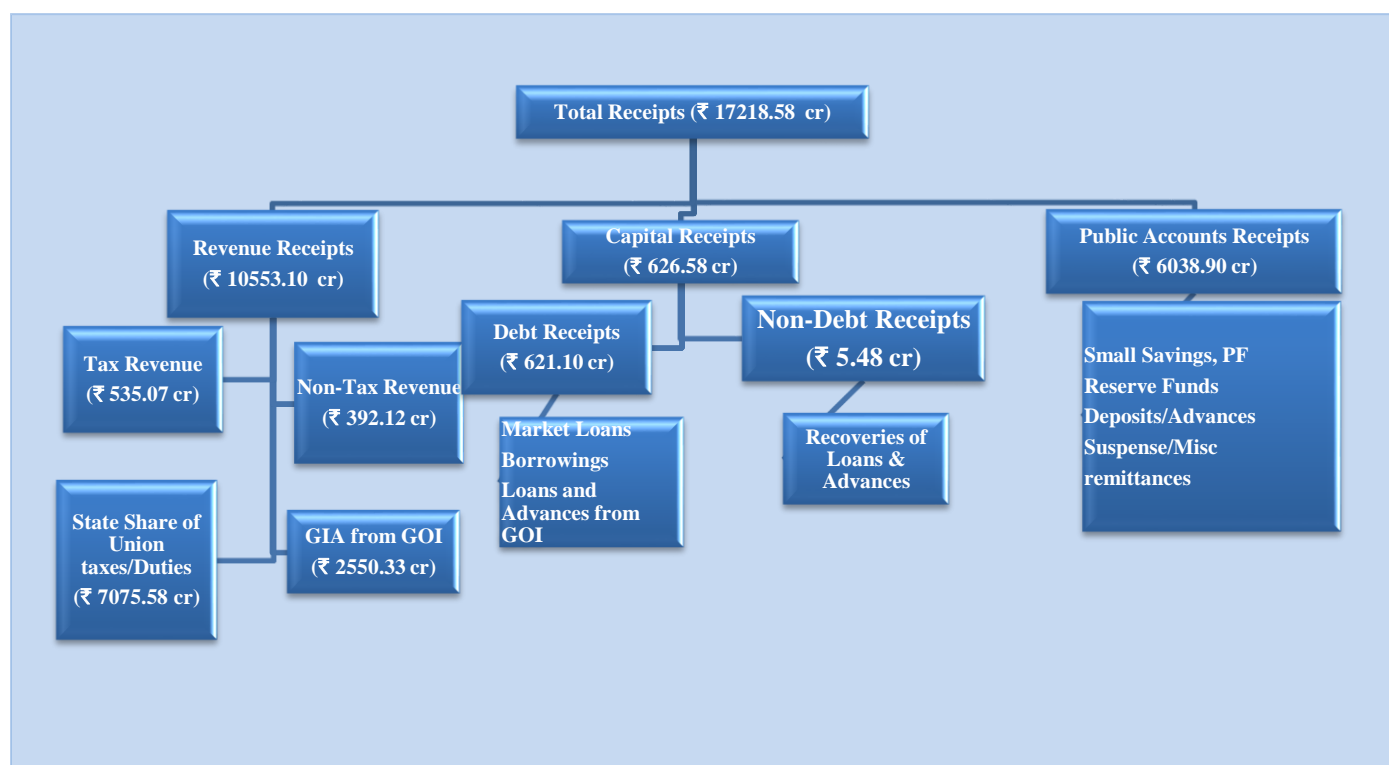 Total Receipts (₹ 17218.58 cr)
Revenue Receipts
(₹ 10553.10 cr)
Capital Receipts
(₹ 626.58 cr)
Public Accounts Receipts
(₹ 6038.90 cr)
Tax Revenue
(₹ 535.07 cr)
Non-Tax Revenue
(₹ 392.12 cr)
State Share of
Union
taxes/Duties
(₹ 7075.58 cr)
GIA from GOI
(₹ 2550.33 cr)
Debt Receipts
(₹ 621.10 cr)
Non-Debt Receipts
(₹ 5.48 cr)
Market Loans
Borrowings
Loans and
Advances from
GOI
Recoveries of
Loans &
Advances
Small Savings, PF
Reserve Funds
Deposits/Advances
Suspense/Misc
remittances